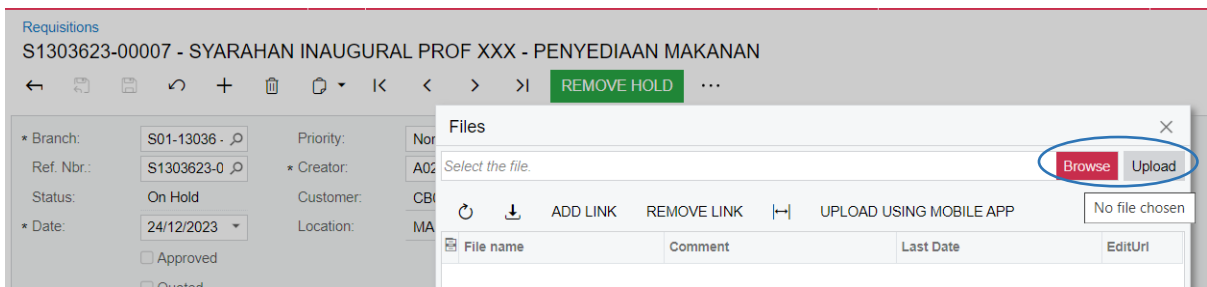 Requisitions
S1303623-00007 - SYARAHAN INAUGURAL PROF XXX - PENYEDIAAN MAKANAN
REMOVE HOLD
Files
* Branch: S01-13036 - Priority: Nor
Select the file. Browse Upload
Ref. Nbr.: S1303623-0 * Creator: A02
Status: On Hold Customer: CB
ADD LINK REMOVE LINK UPLOAD USING MOBILE APP No file chosen
* Date: 24/12/2023 Location: MA
File name Comment Last Date EditUrl
Approved